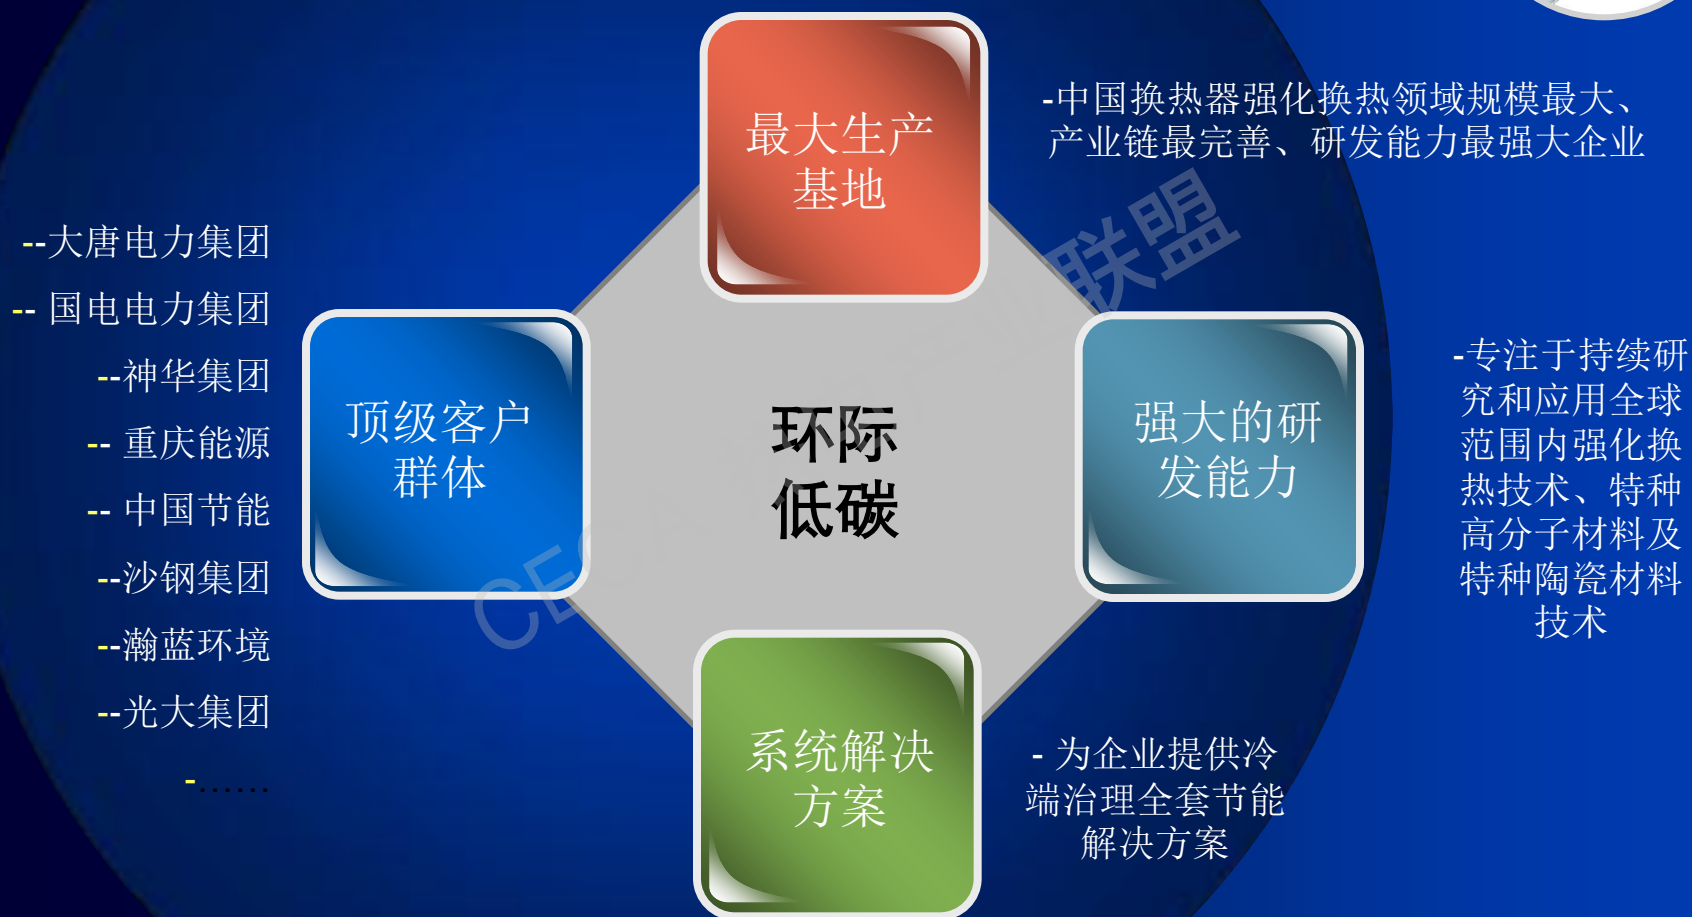 最大生产
基地
-中国换热器强化换热领域规模最大、
产业链最完善、研发能力最强大企业
--大唐电力集团
-- 国电电力集团
--神华集团
-- 重庆能源
-- 中国节能
--沙钢集团
--瀚蓝环境
--光大集团
-……
顶级客户
群体
环际
低碳
强大的研
发能力
-专注于持续研
究和应用全球
范围内强化换
热技术、特种
高分子材料及
特种陶瓷材料
技术
系统解决
方案
- 为企业提供冷
端治理全套节能
解决方案